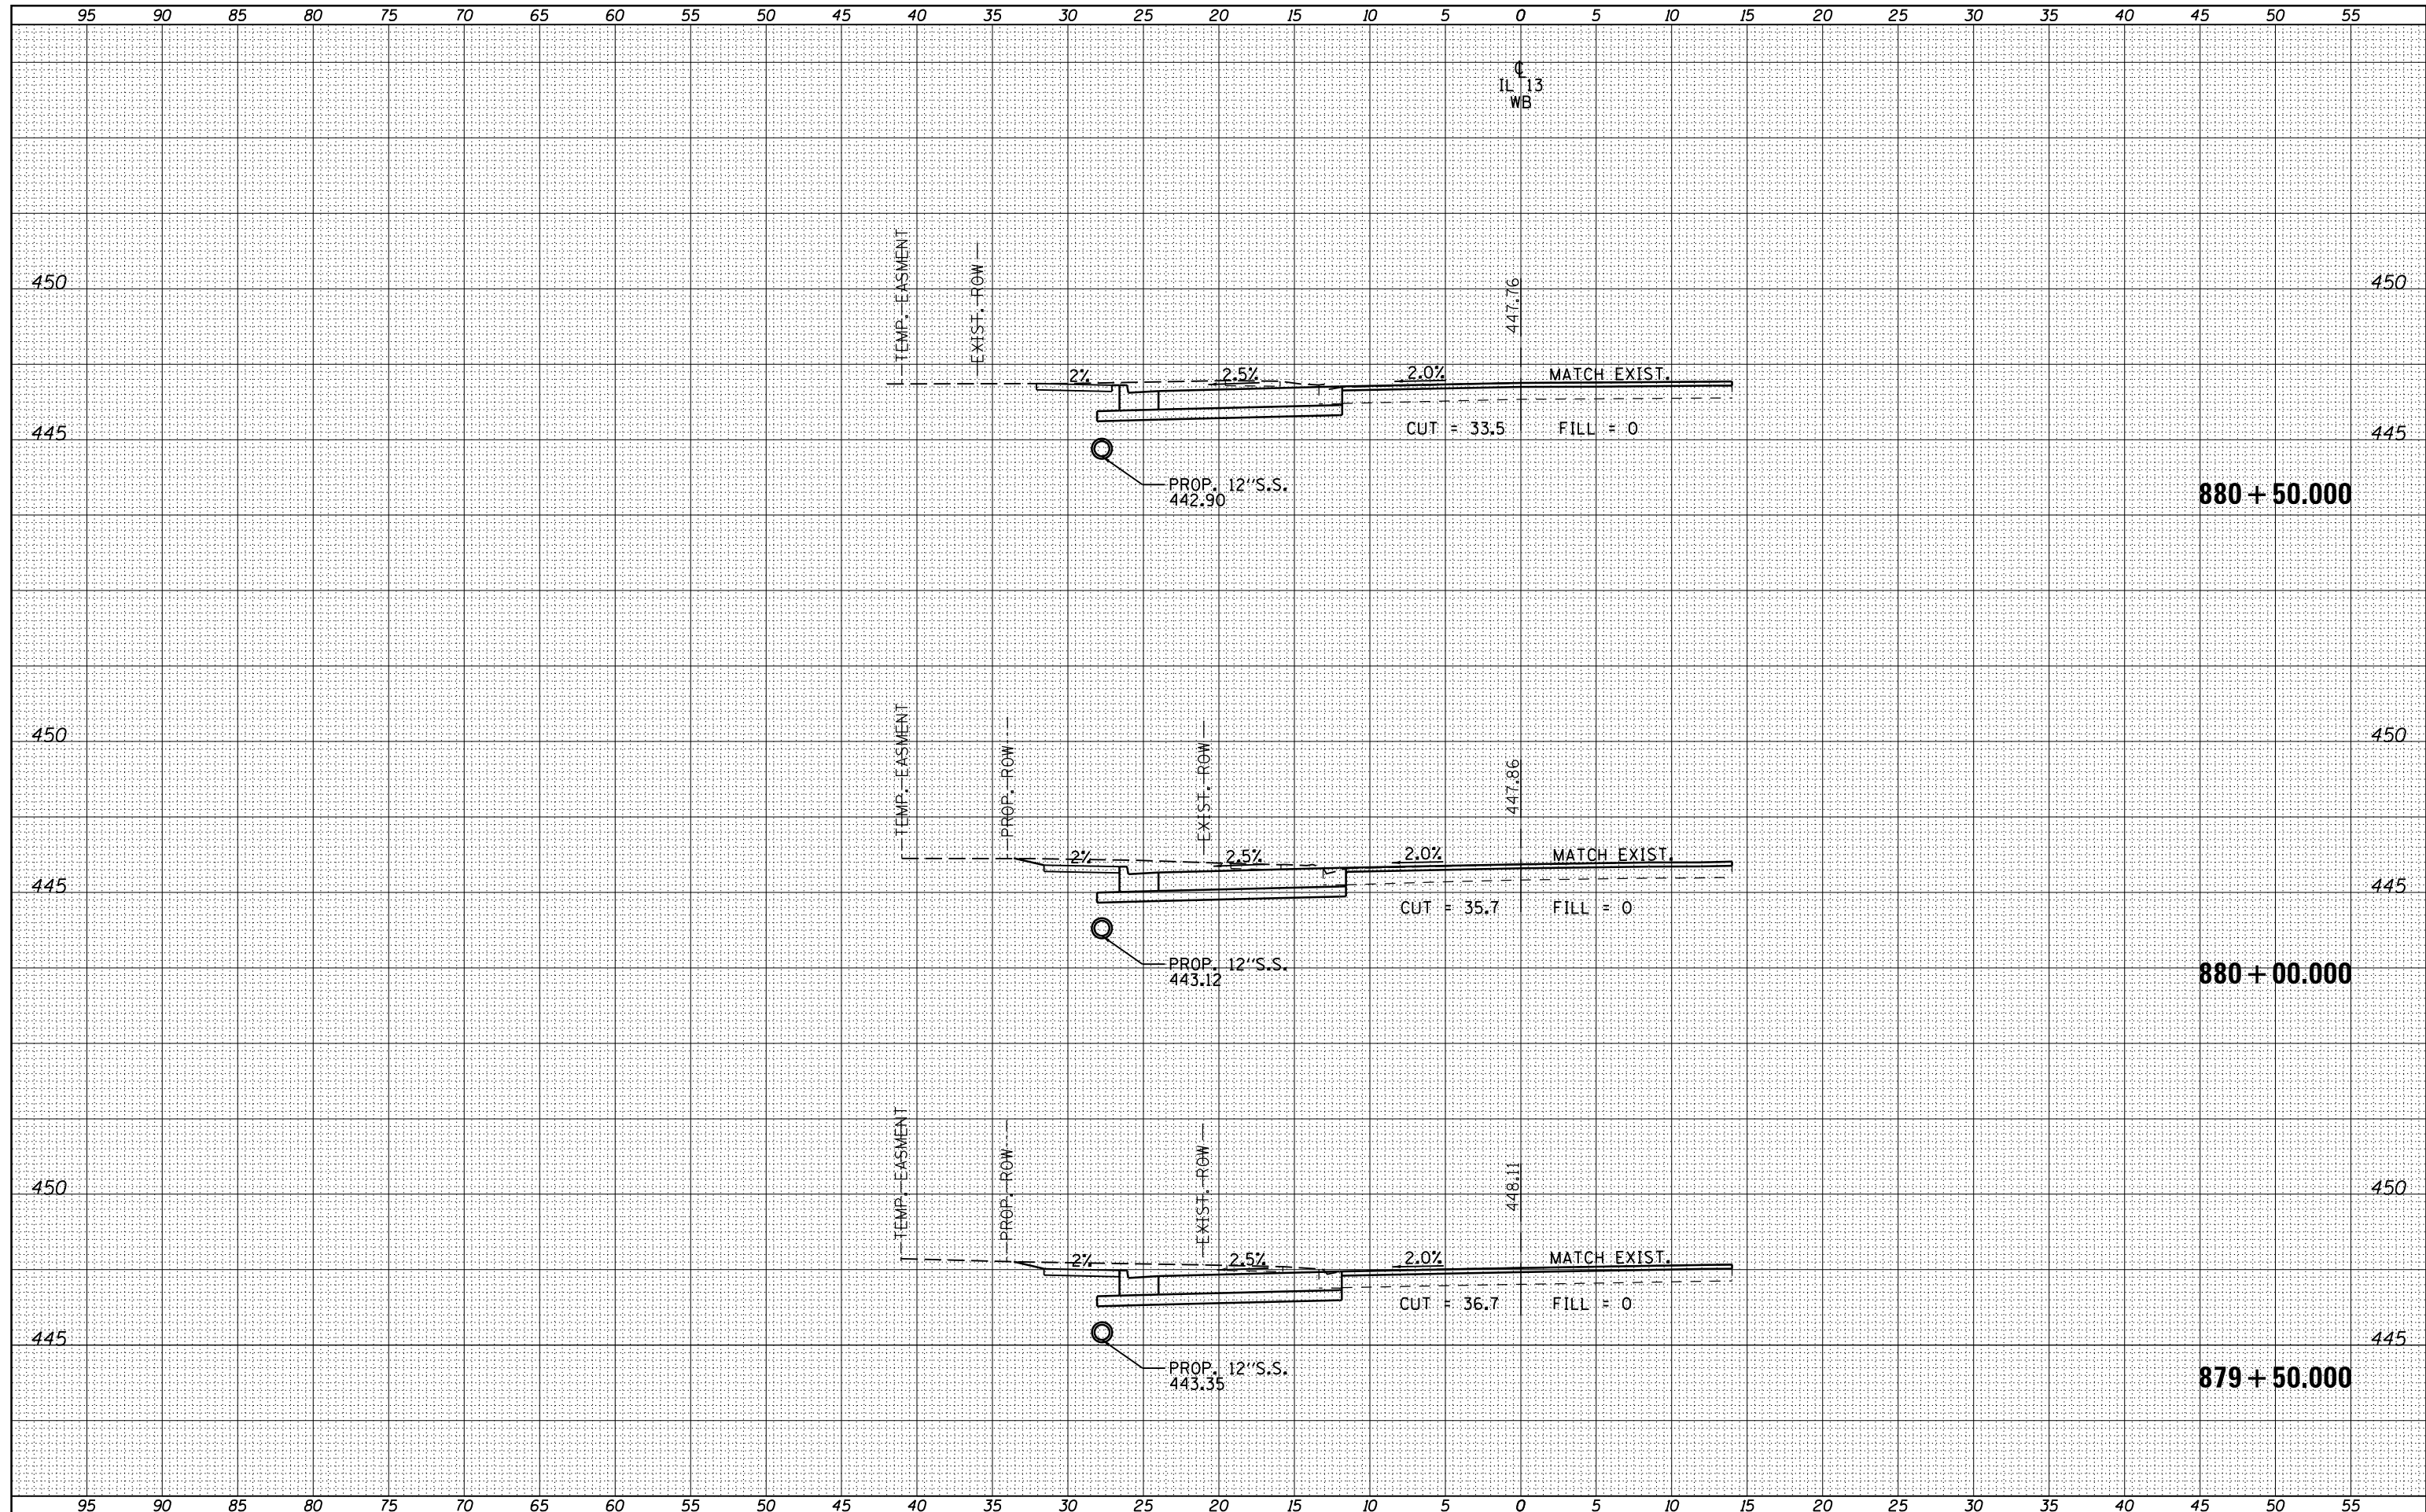 95 90 85 80 75 70 65 60 55 50 45 40 35 30 25 20 15 10 5 0 5 10 15 20 25 30 35 40 45 50 55
℄
IL 13
WB
TEMP. EASMENT
EXIST. ROW
447.76
450 450
2% 2.5% 2.0% MATCH EXIST.
445 CUT = 33.5 FILL = 0 445
PROP. 12''S.S.
442.90
880 + 50.000
TEMP. EASMENT
PROP. ROW
EXIST. ROW
447.86
450 450
2% 2.5% 2.0% MATCH EXIST.
445 445
CUT = 35.7 FILL = 0
PROP. 12''S.S.
443.12
880 + 00.000
TEMP. EASMENT
PROP. ROW
EXIST. ROW
448.11
450 450
2% 2.5% 2.0% MATCH EXIST.
CUT = 36.7 FILL = 0
445 445
PROP. 12''S.S.
443.35
879 + 50.000
95 90 85 80 75 70 65 60 55 50 45 40 35 30 25 20 15 10 5 0 5 10 15 20 25 30 35 40 45 50 55